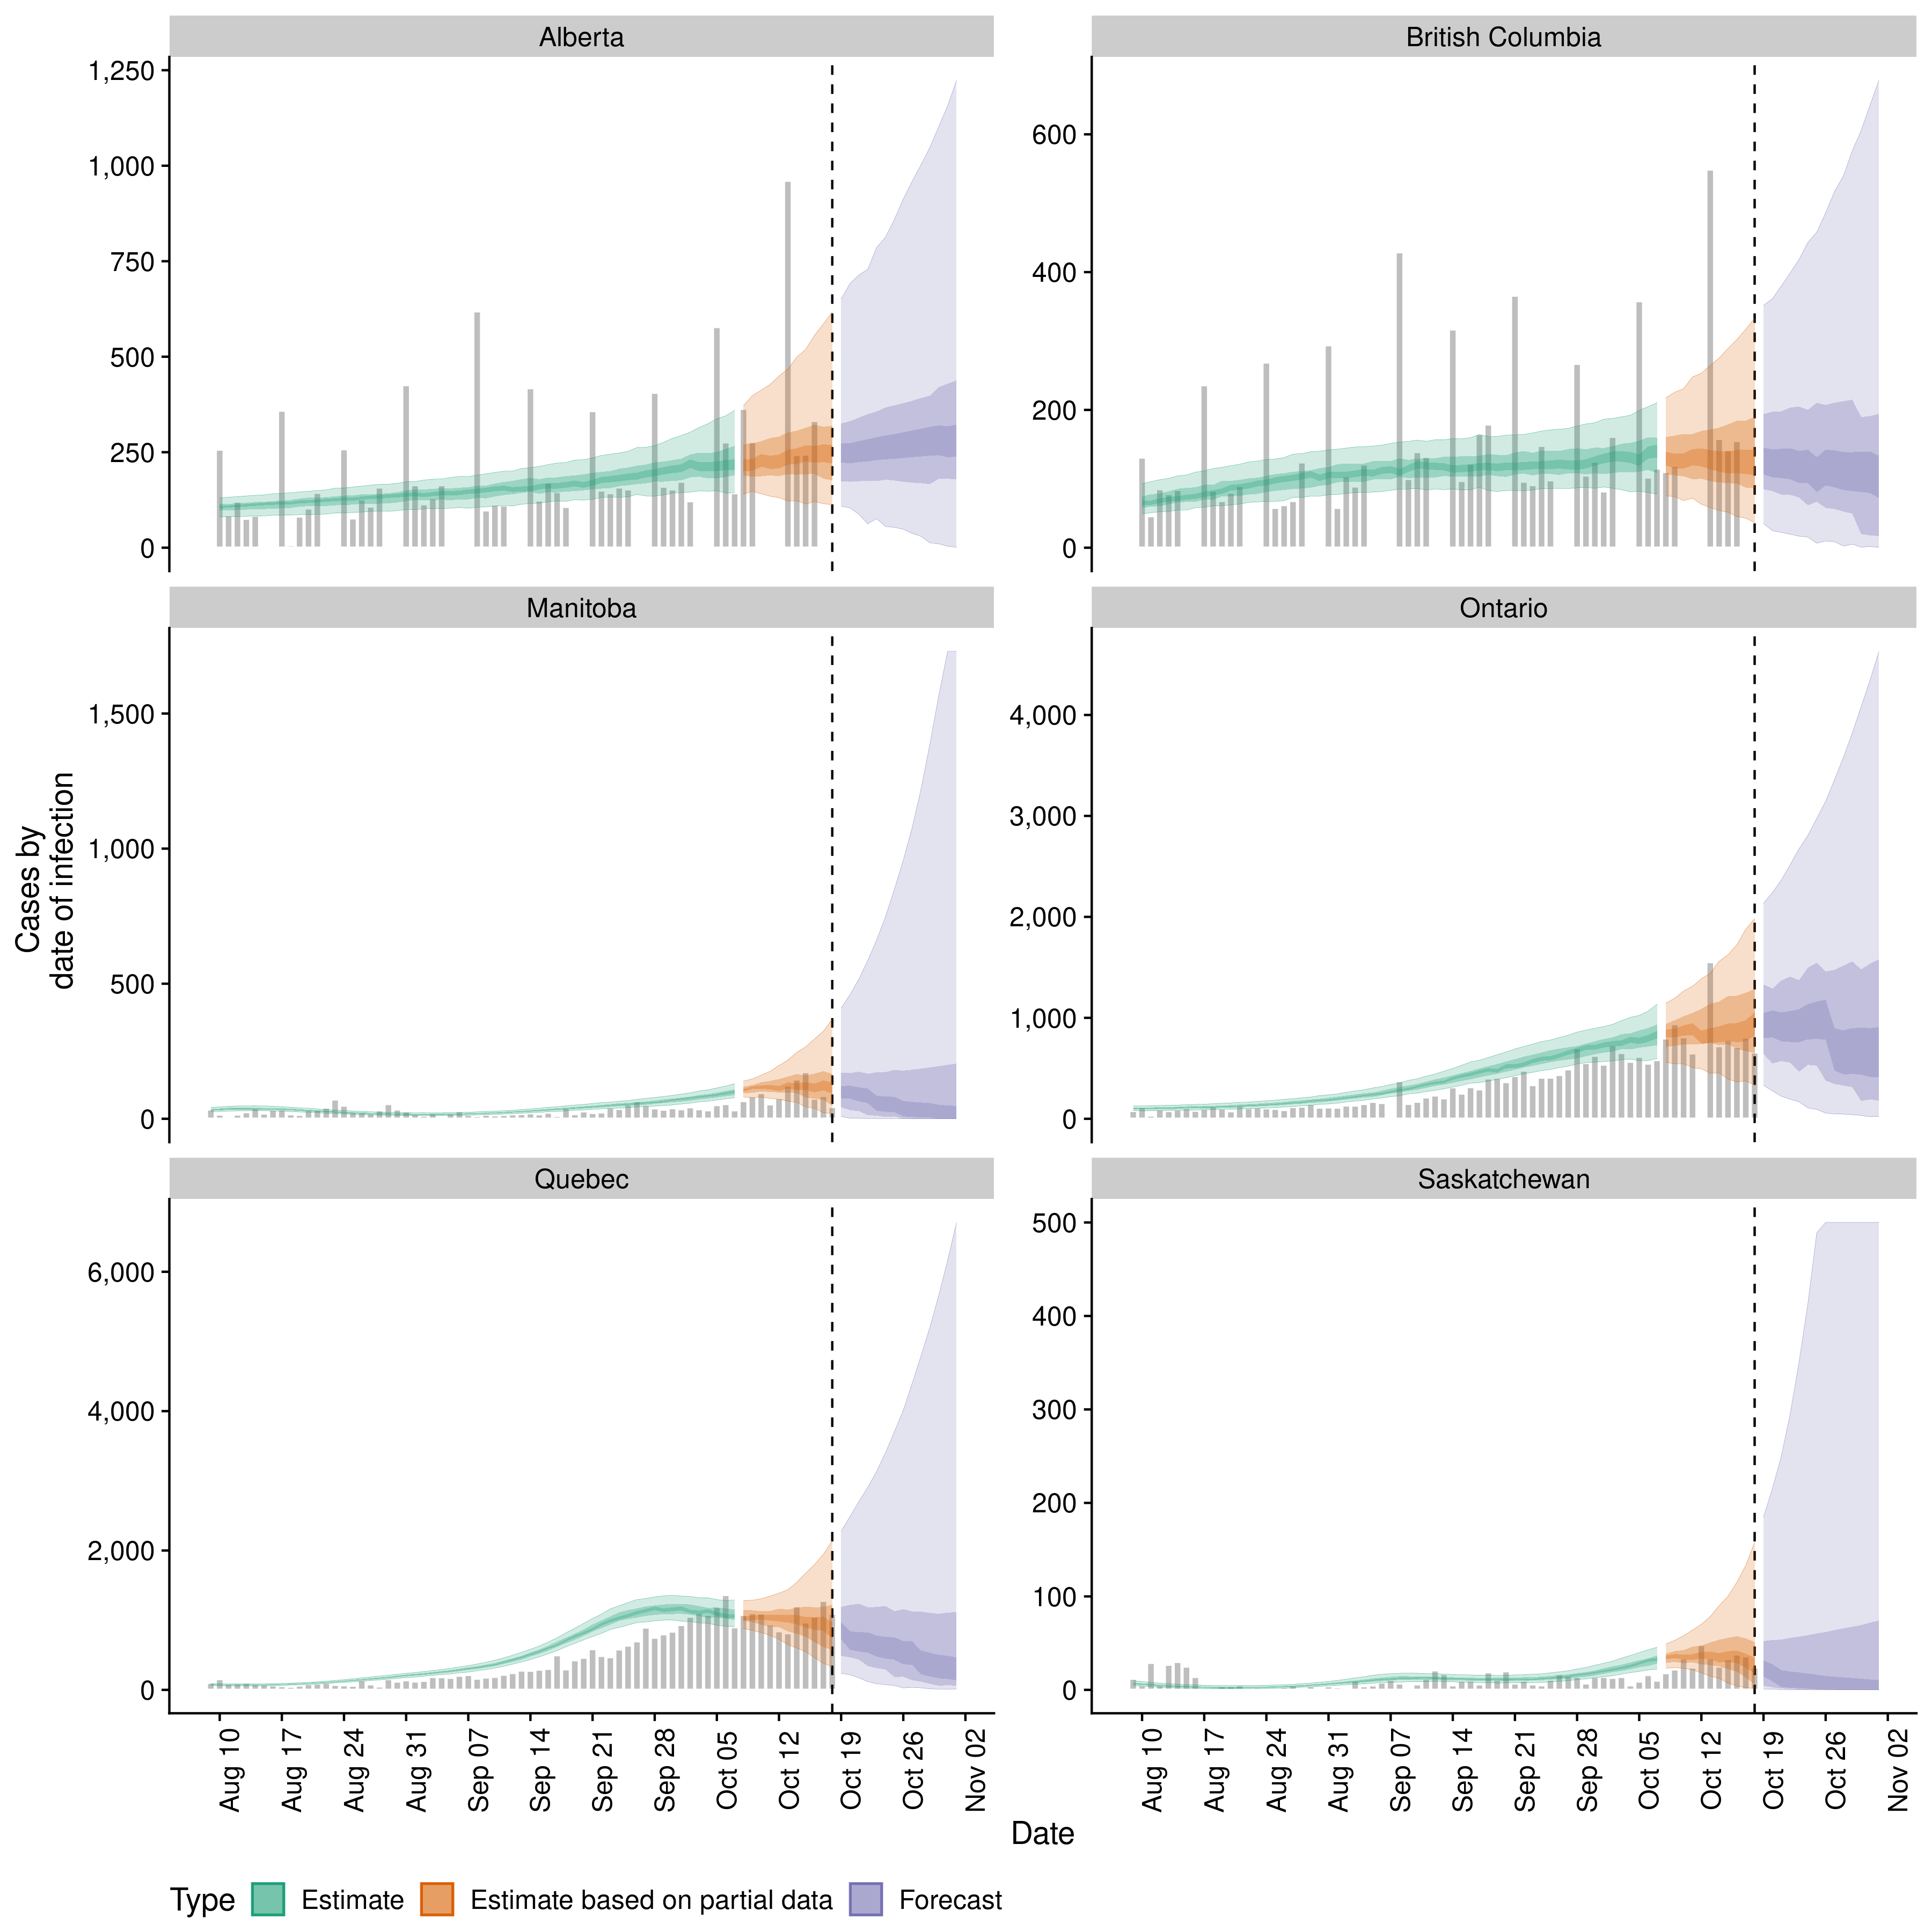 Alberta
British Columbia
1,250
1,000
750
500
250
0
600
400
200
0
Manitoba
Ontario
Cases by
date of infection
1,500
1,000
500
0
4,000
3,000
2,000
1,000
0
Quebec
Saskatchewan
6,000
4,000
2,000
0
500
400
300
200
100
0
Aug 10
Aug 17
Aug 24
Aug 31
Sep 07
Sep 14
Sep 21
Sep 28
Oct 05
Oct 12
Oct 19
Oct 26
Nov 02
Aug 10
Aug 17
Aug 24
Aug 31
Sep 07
Sep 14
Sep 21
Sep 28
Oct 05
Oct 12
Oct 19
Oct 26
Nov 02
Date
Type Estimate Estimate based on partial data Forecast